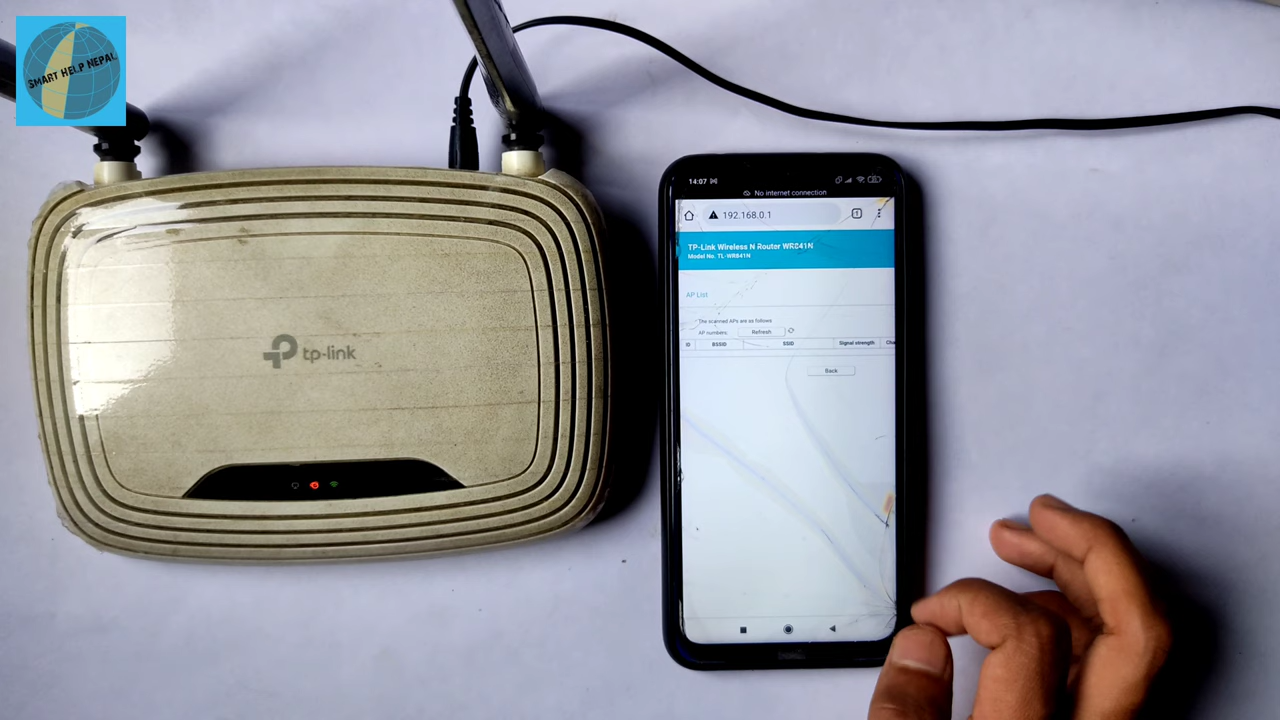 SMART HELP NEPAL
tp-link
14:07
No internet connection
192.168.0.1
1
TP-Link Wireless N Router WR841N
Model No. TL-WR841N
AP List
The scanned APs are as follows
AP numbers:
Refresh
ID BSSID SSID Signal strength Cha
Back